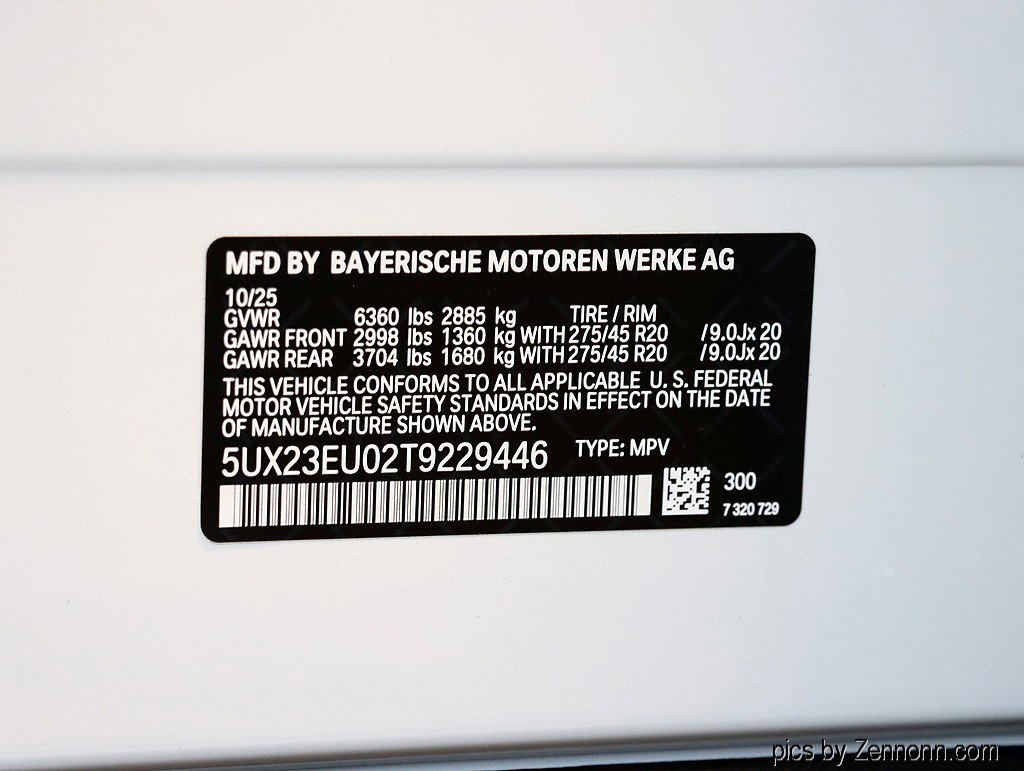 MFD BY BAYERISCHE MOTOREN WERKE AG
10/25
GVWR 6360 lbs 2885 kg TIRE / RIM
GAWR FRONT 2998 lbs 1360 kg WITH 275/45 R20 /9.0Jx 20
GAWR REAR 3704 lbs 1680 kg WITH 275/45 R20 /9.0Jx 20
THIS VEHICLE CONFORMS TO ALL APPLICABLE U. S. FEDERAL
MOTOR VEHICLE SAFETY STANDARDS IN EFFECT ON THE DATE
OF MANUFACTURE SHOWN ABOVE.
5UX23EU02T9229446 TYPE: MPV
300
7 320 729
pics by Zennonn.com